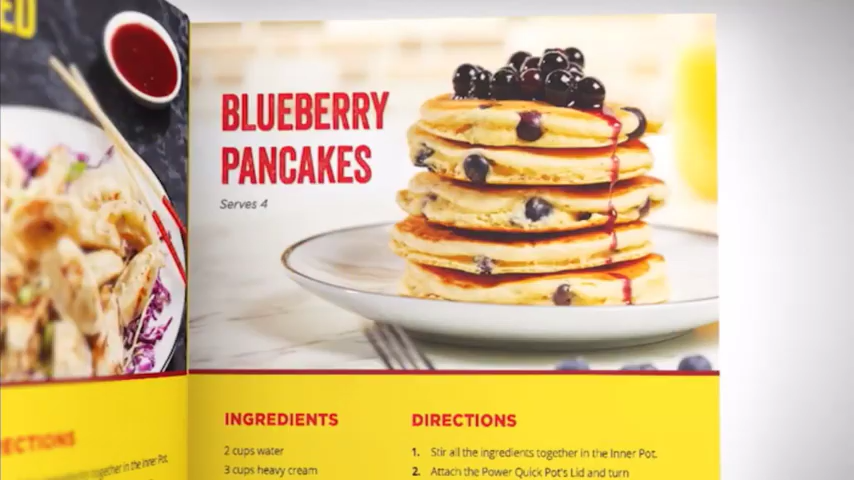 ED
ECTIONS
together in the Inner Pot.
BLUEBERRY
PANCAKES
Serves 4
INGREDIENTS
2 cups water
3 cups heavy cream
DIRECTIONS
1. Stir all the ingredients together in the Inner Pot.
2. Attach the Power Quick Pot's Lid and turn